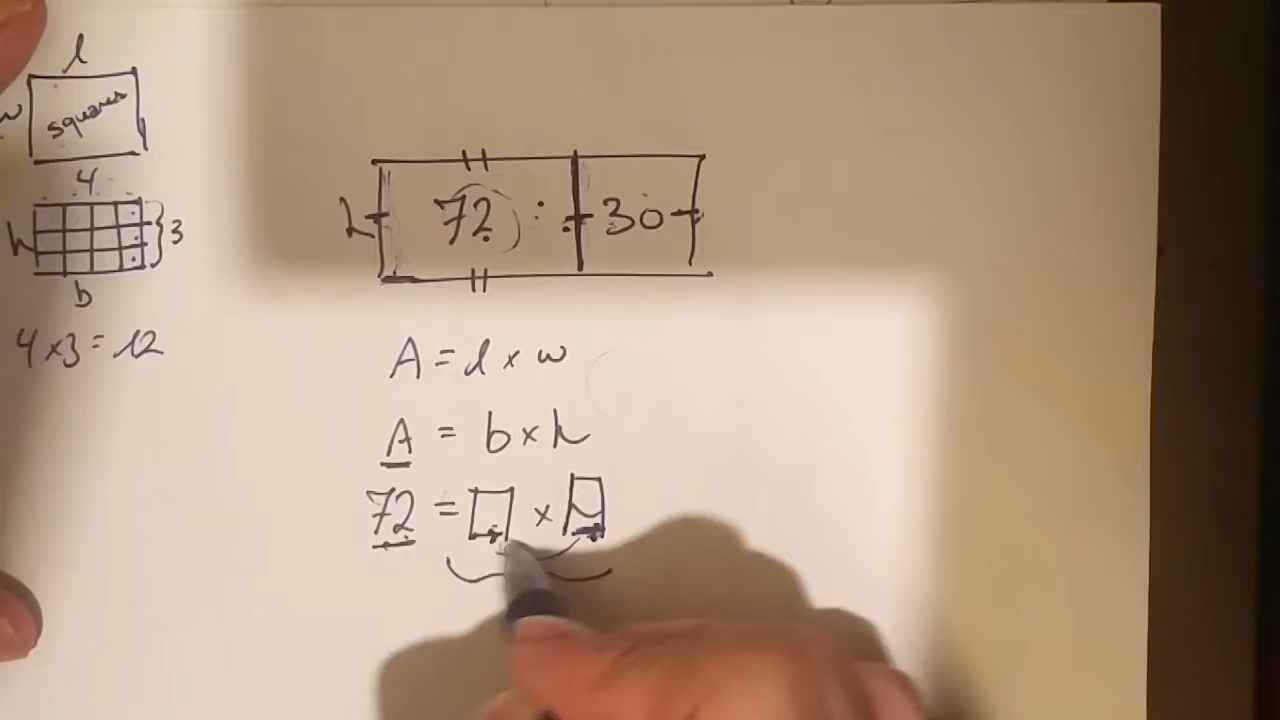 l
w squares
4
h 3
b
4 x 3 = 12
h 72 : 30
A = l x w
A = b x h
72 = □ x □